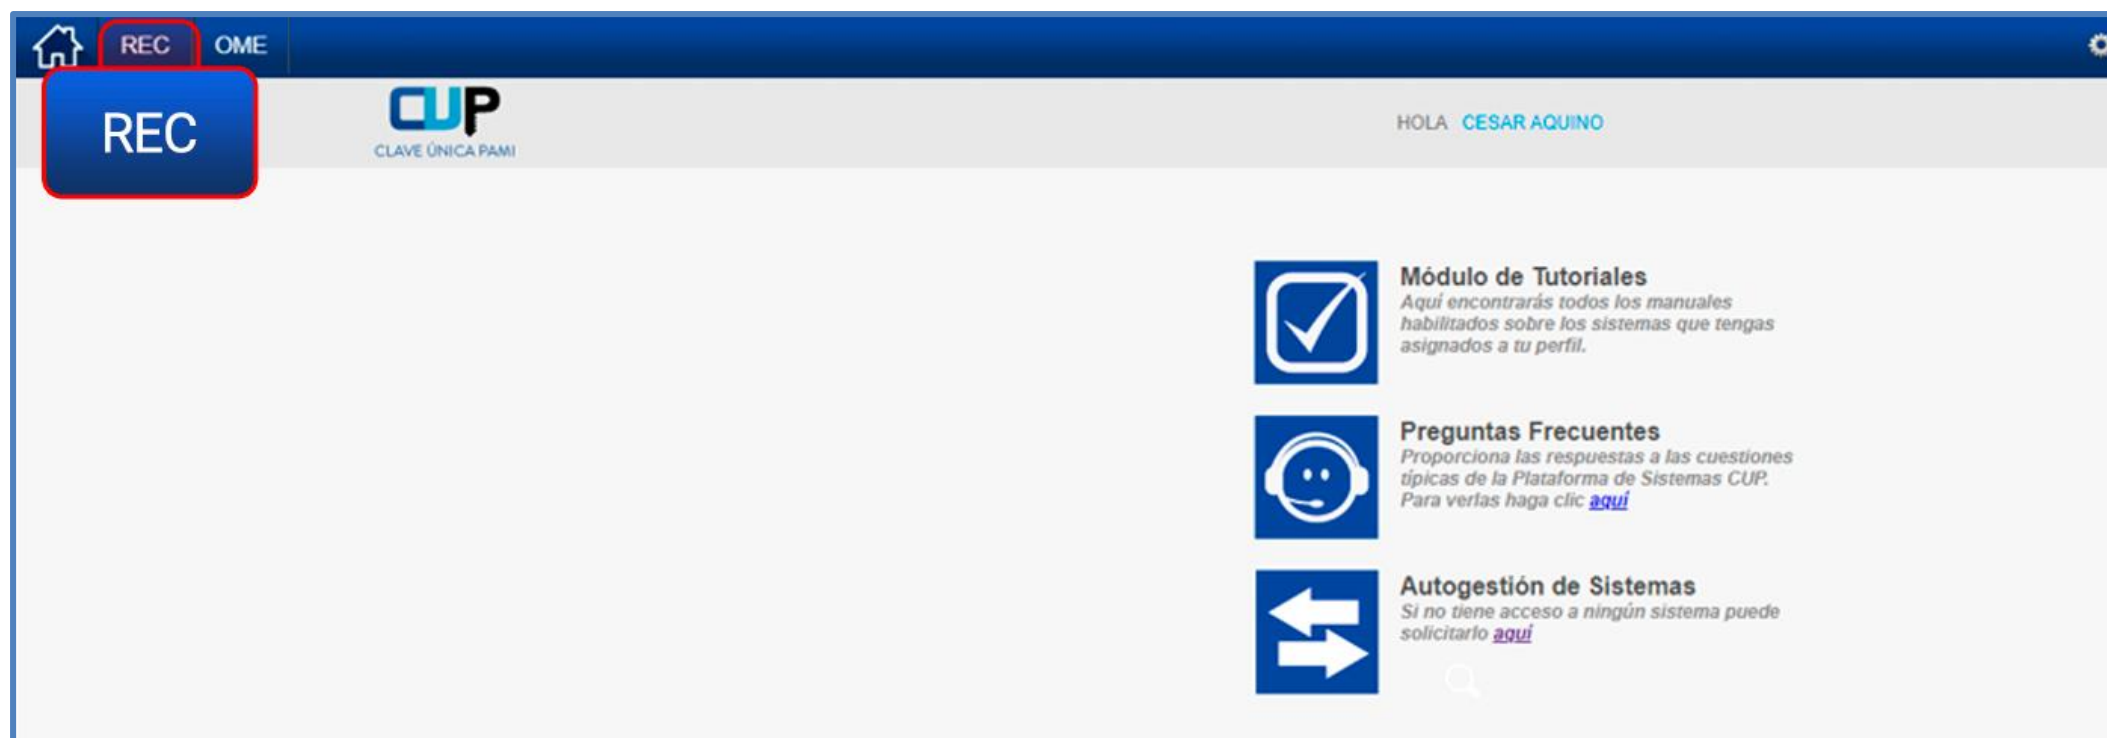 REC OME
REC
CUP
CLAVE ÚNICA PAMI
HOLA CESAR AQUINO
Módulo de Tutoriales
Aquí encontrarás todos los manuales
habilitados sobre los sistemas que tengas
asignados a tu perfil.
Preguntas Frecuentes
Proporciona las respuestas a las cuestiones
típicas de la Plataforma de Sistemas CUP.
Para verlas haga clic aquí
Autogestión de Sistemas
Si no tiene acceso a ningún sistema puede
solicitarlo aquí